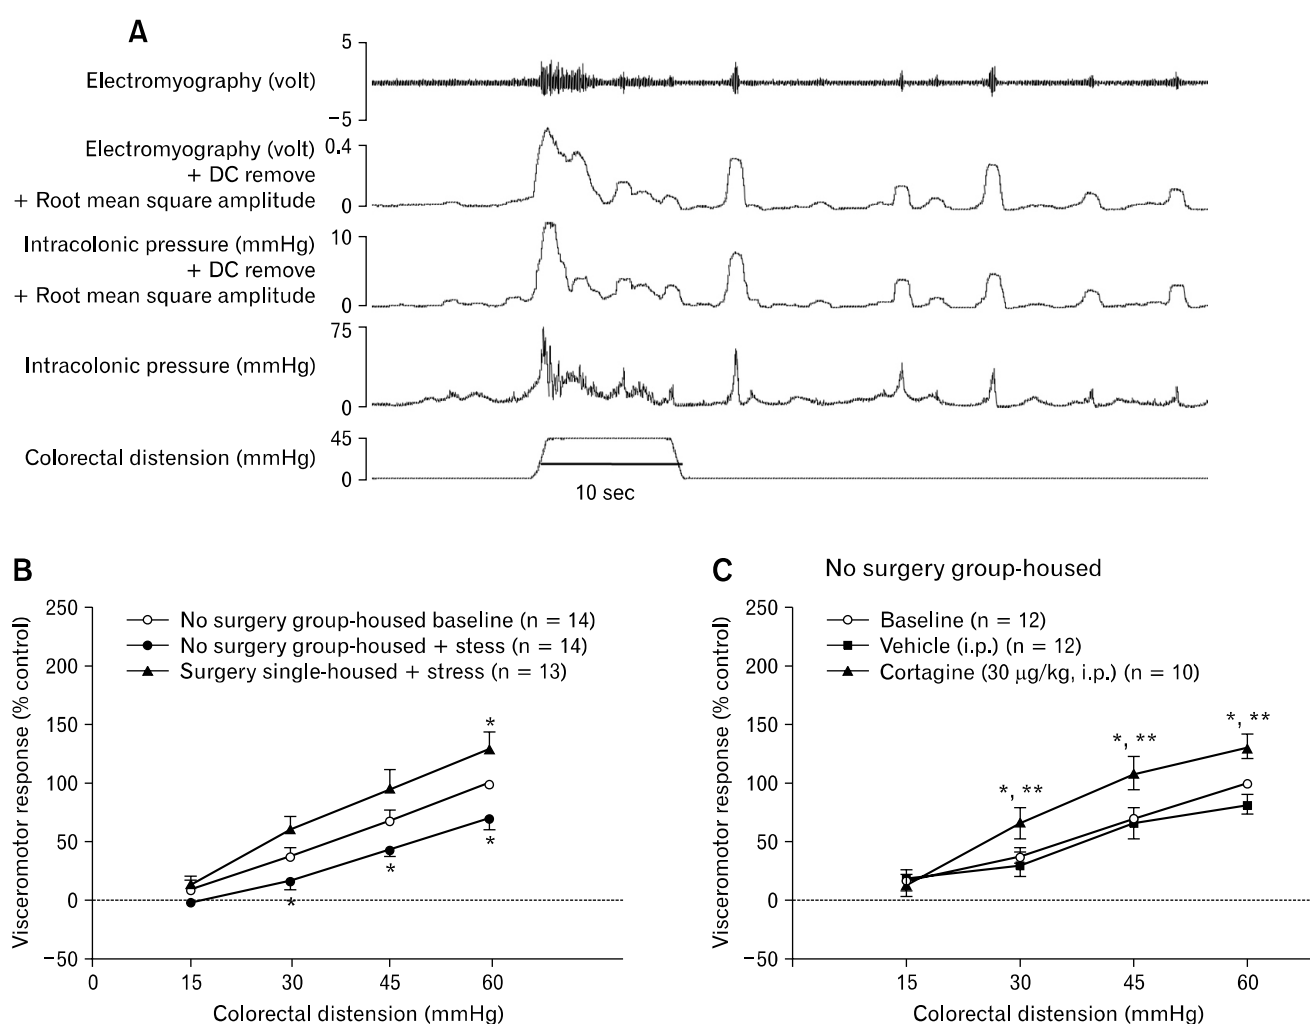 A
Electromyography (volt)
5
−5
Electromyography (volt)
+ DC remove
+ Root mean square amplitude
0.4
0
Intracolonic pressure (mmHg)
+ DC remove
+ Root mean square amplitude
10
0
Intracolonic pressure (mmHg)
75
0
Colorectal distension (mmHg)
45
0
10 sec
B
Visceromotor response (% control)
250
200
150
100
50
0
−50
No surgery group-housed baseline (n = 14)
No surgery group-housed + stess (n = 14)
Surgery single-housed + stress (n = 13)
*
*
*
*
0 15 30 45 60
Colorectal distension (mmHg)
C
No surgery group-housed
Visceromotor response (% control)
250
200
150
100
50
0
−50
Baseline (n = 12)
Vehicle (i.p.) (n = 12)
Cortagine (30 μg/kg, i.p.) (n = 10)
*, **
*, **
*, **
15 30 45 60
Colorectal distension (mmHg)